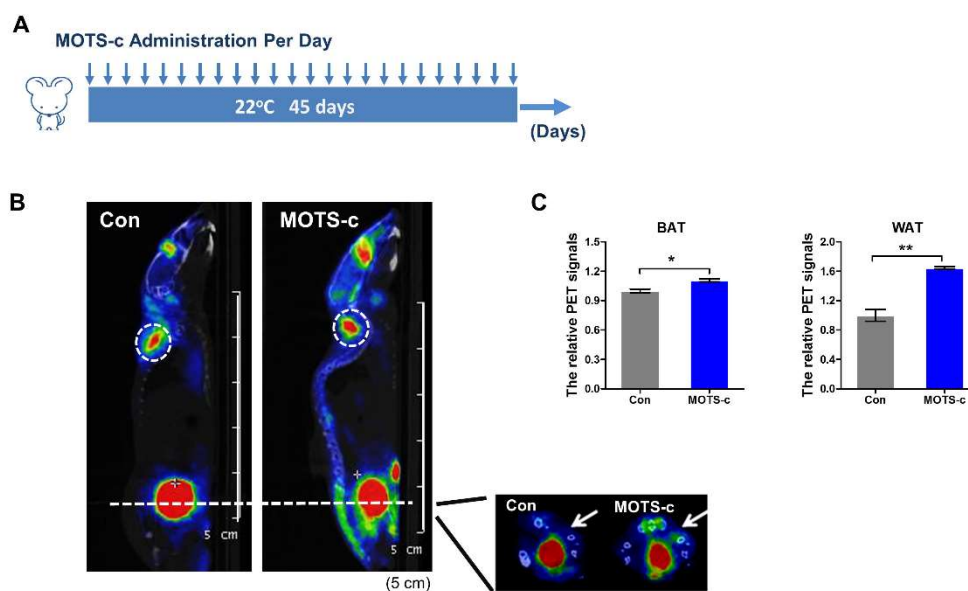 A
MOTS-c Administration Per Day
22°C 45 days
(Days)
B
Con
MOTS-c
5 cm
5 cm
(5 cm)
Con
MOTS-c
C
BAT
The relative PET signals
1.5
1.2
0.9
0.6
0.3
0.0
*
Con
MOTS-c
WAT
The relative PET signals
2.0
1.6
1.2
0.8
0.4
0.0
**
Con
MOTS-c